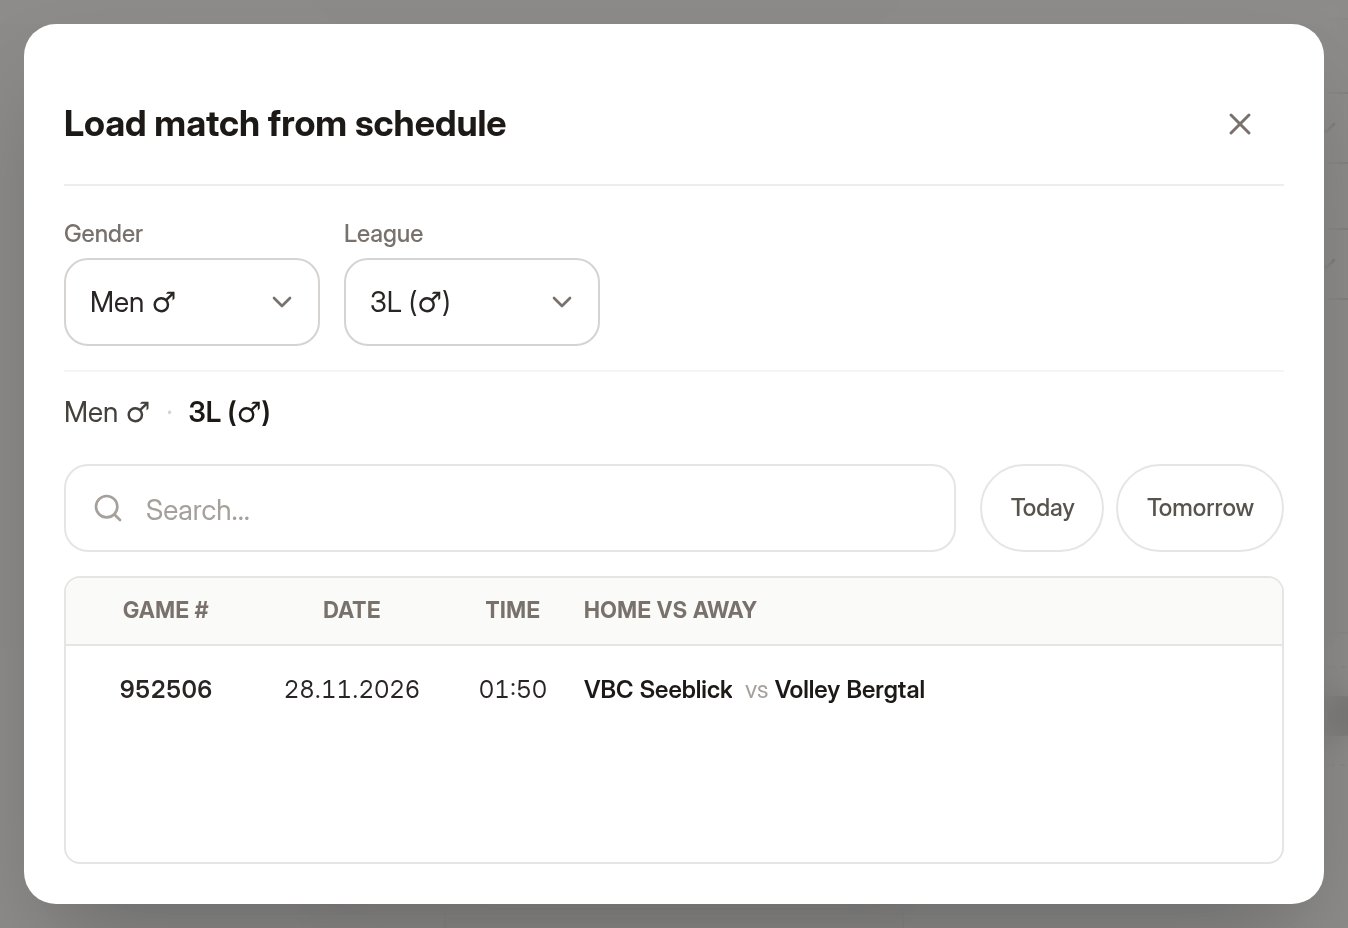 Load match from schedule
Gender League
Men ♂ 3L (♂)
Men ♂ · 3L (♂)
Search... Today Tomorrow
GAME # DATE TIME HOME VS AWAY
952506 28.11.2026 01:50 VBC Seeblick vs Volley Bergtal